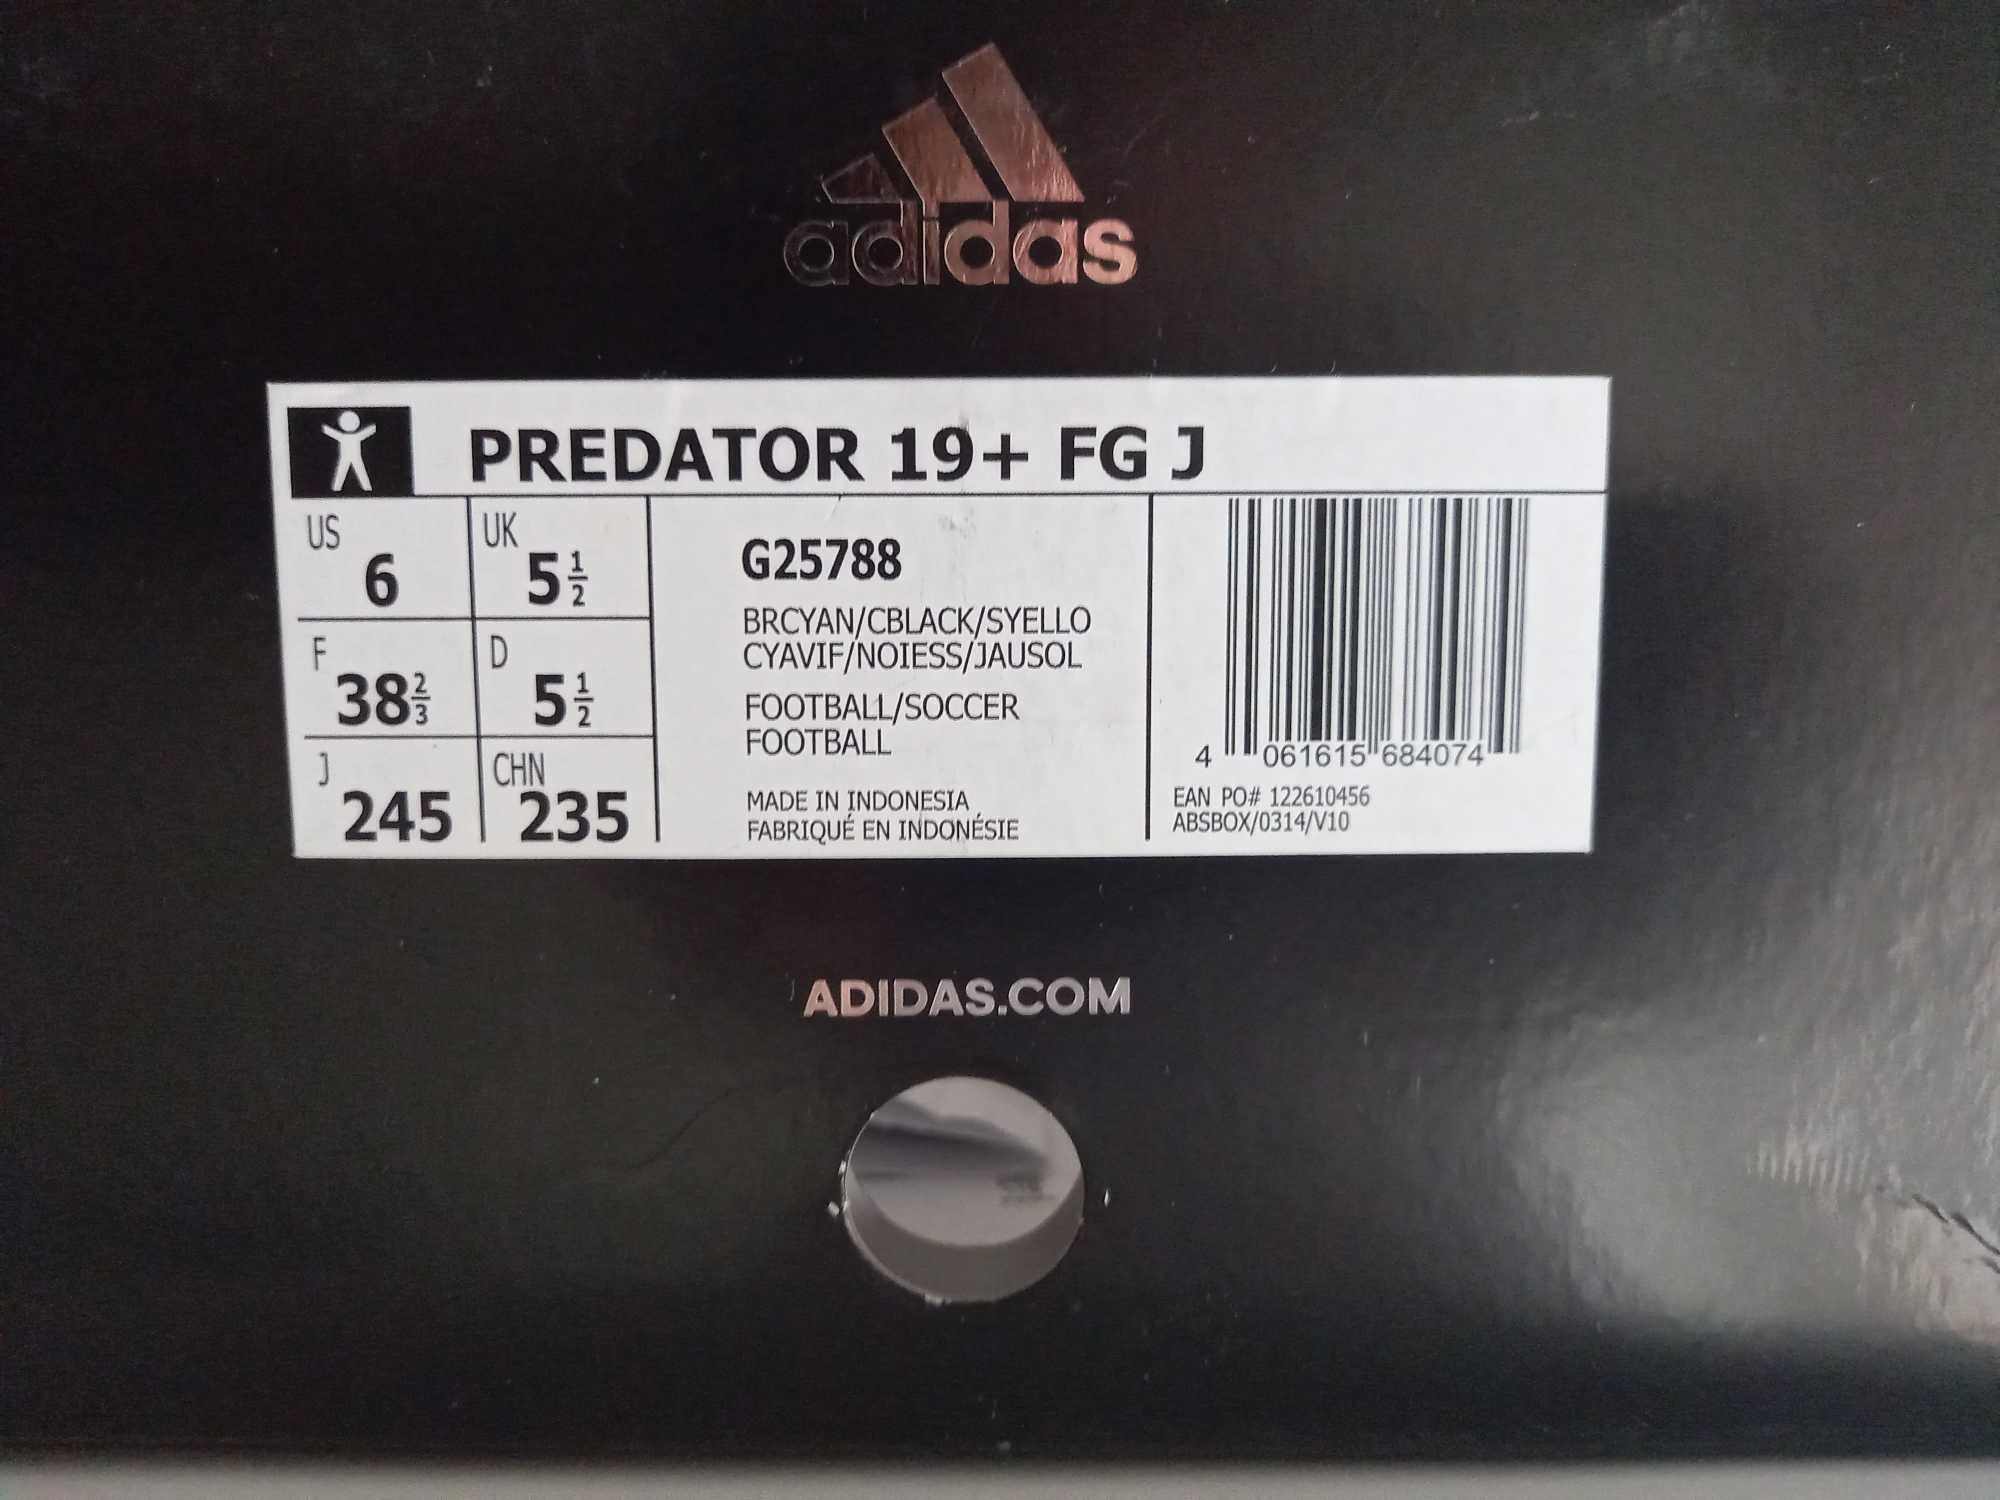 adidas
PREDATOR 19+ FG J
US 6
UK 5 1/2
F 38 2/3
D 5 1/2
J 245
CHN 235
G25788
BRCYAN/CBLACK/SYELLO
CYAVIF/NOIESS/JAUSOL
FOOTBALL/SOCCER
FOOTBALL
MADE IN INDONESIA
FABRIQUÉ EN INDONÉSIE
4 061615 684074
EAN PO# 122610456
ABSBOX/0314/V10
ADIDAS.COM